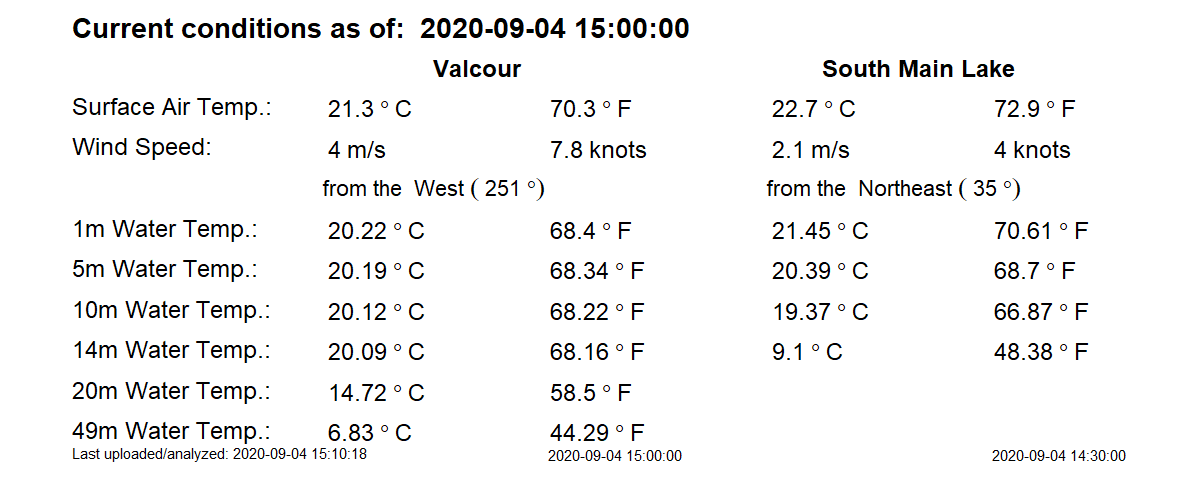 Current conditions as of: 2020-09-04 15:00:00
Valcour South Main Lake
Surface Air Temp.: 21.3 ° C 70.3 ° F 22.7 ° C 72.9 ° F
Wind Speed: 4 m/s 7.8 knots 2.1 m/s 4 knots
from the West ( 251 °) from the Northeast ( 35 °)
1m Water Temp.: 20.22 ° C 68.4 ° F 21.45 ° C 70.61 ° F
5m Water Temp.: 20.19 ° C 68.34 ° F 20.39 ° C 68.7 ° F
10m Water Temp.: 20.12 ° C 68.22 ° F 19.37 ° C 66.87 ° F
14m Water Temp.: 20.09 ° C 68.16 ° F 9.1 ° C 48.38 ° F
20m Water Temp.: 14.72 ° C 58.5 ° F
49m Water Temp.: 6.83 ° C 44.29 ° F
Last uploaded/analyzed: 2020-09-04 15:10:18 2020-09-04 15:00:00 2020-09-04 14:30:00